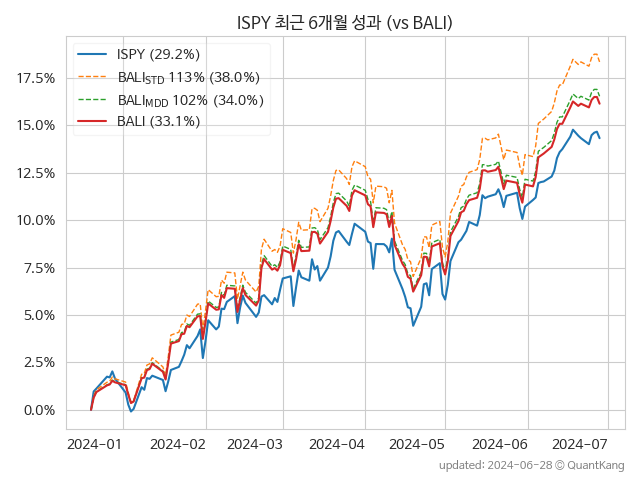 ISPY 최근 6개월 성과 (vs BALI)
ISPY (29.2%)
BALI_STD 113% (38.0%)
BALI_MDD 102% (34.0%)
BALI (33.1%)
17.5%
15.0%
12.5%
10.0%
7.5%
5.0%
2.5%
0.0%
2024-01 2024-02 2024-03 2024-04 2024-05 2024-06 2024-07
updated: 2024-06-28 © QuantKang